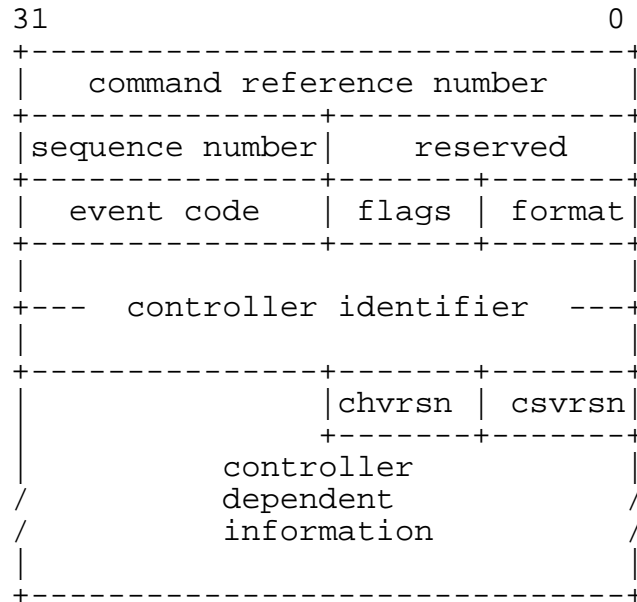 31 0
command reference number
sequence number reserved
event code flags format
controller identifier
chvrsn csvrsn
controller
dependent
information